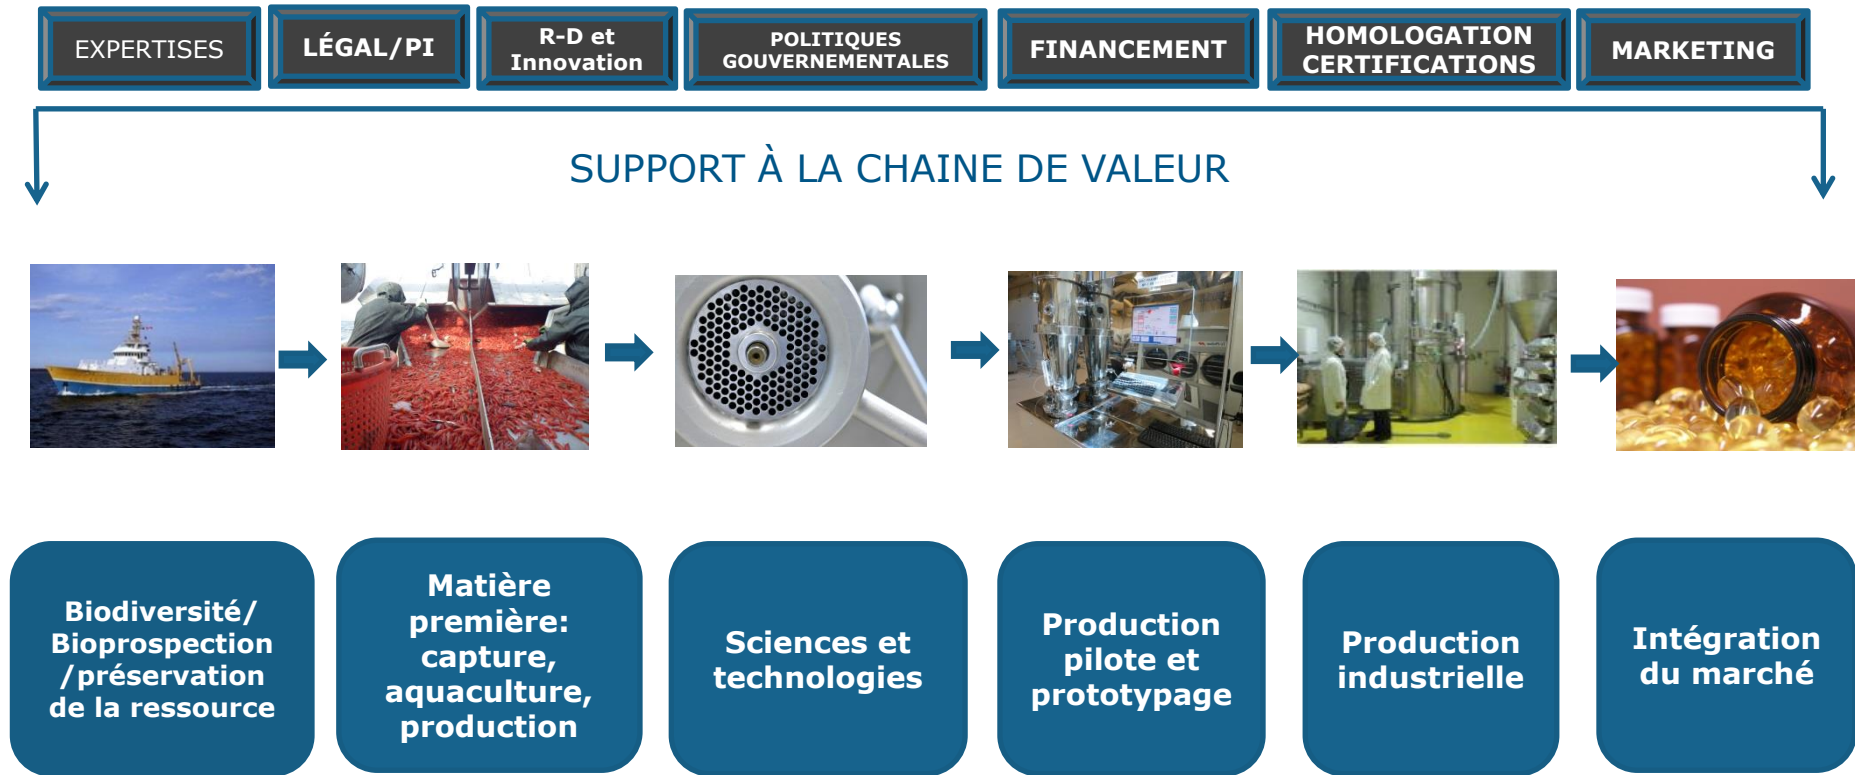 EXPERTISES
LÉGAL/PI
R-D et
Innovation
POLITIQUES
GOUVERNEMENTALES
FINANCEMENT
HOMOLOGATION
CERTIFICATIONS
MARKETING
SUPPORT À LA CHAINE DE VALEUR
Biodiversité/
Bioprospection
/préservation
de la ressource
Matière
première:
capture,
aquaculture,
production
Sciences et
technologies
Production
pilote et
prototypage
Production
industrielle
Intégration
du marché